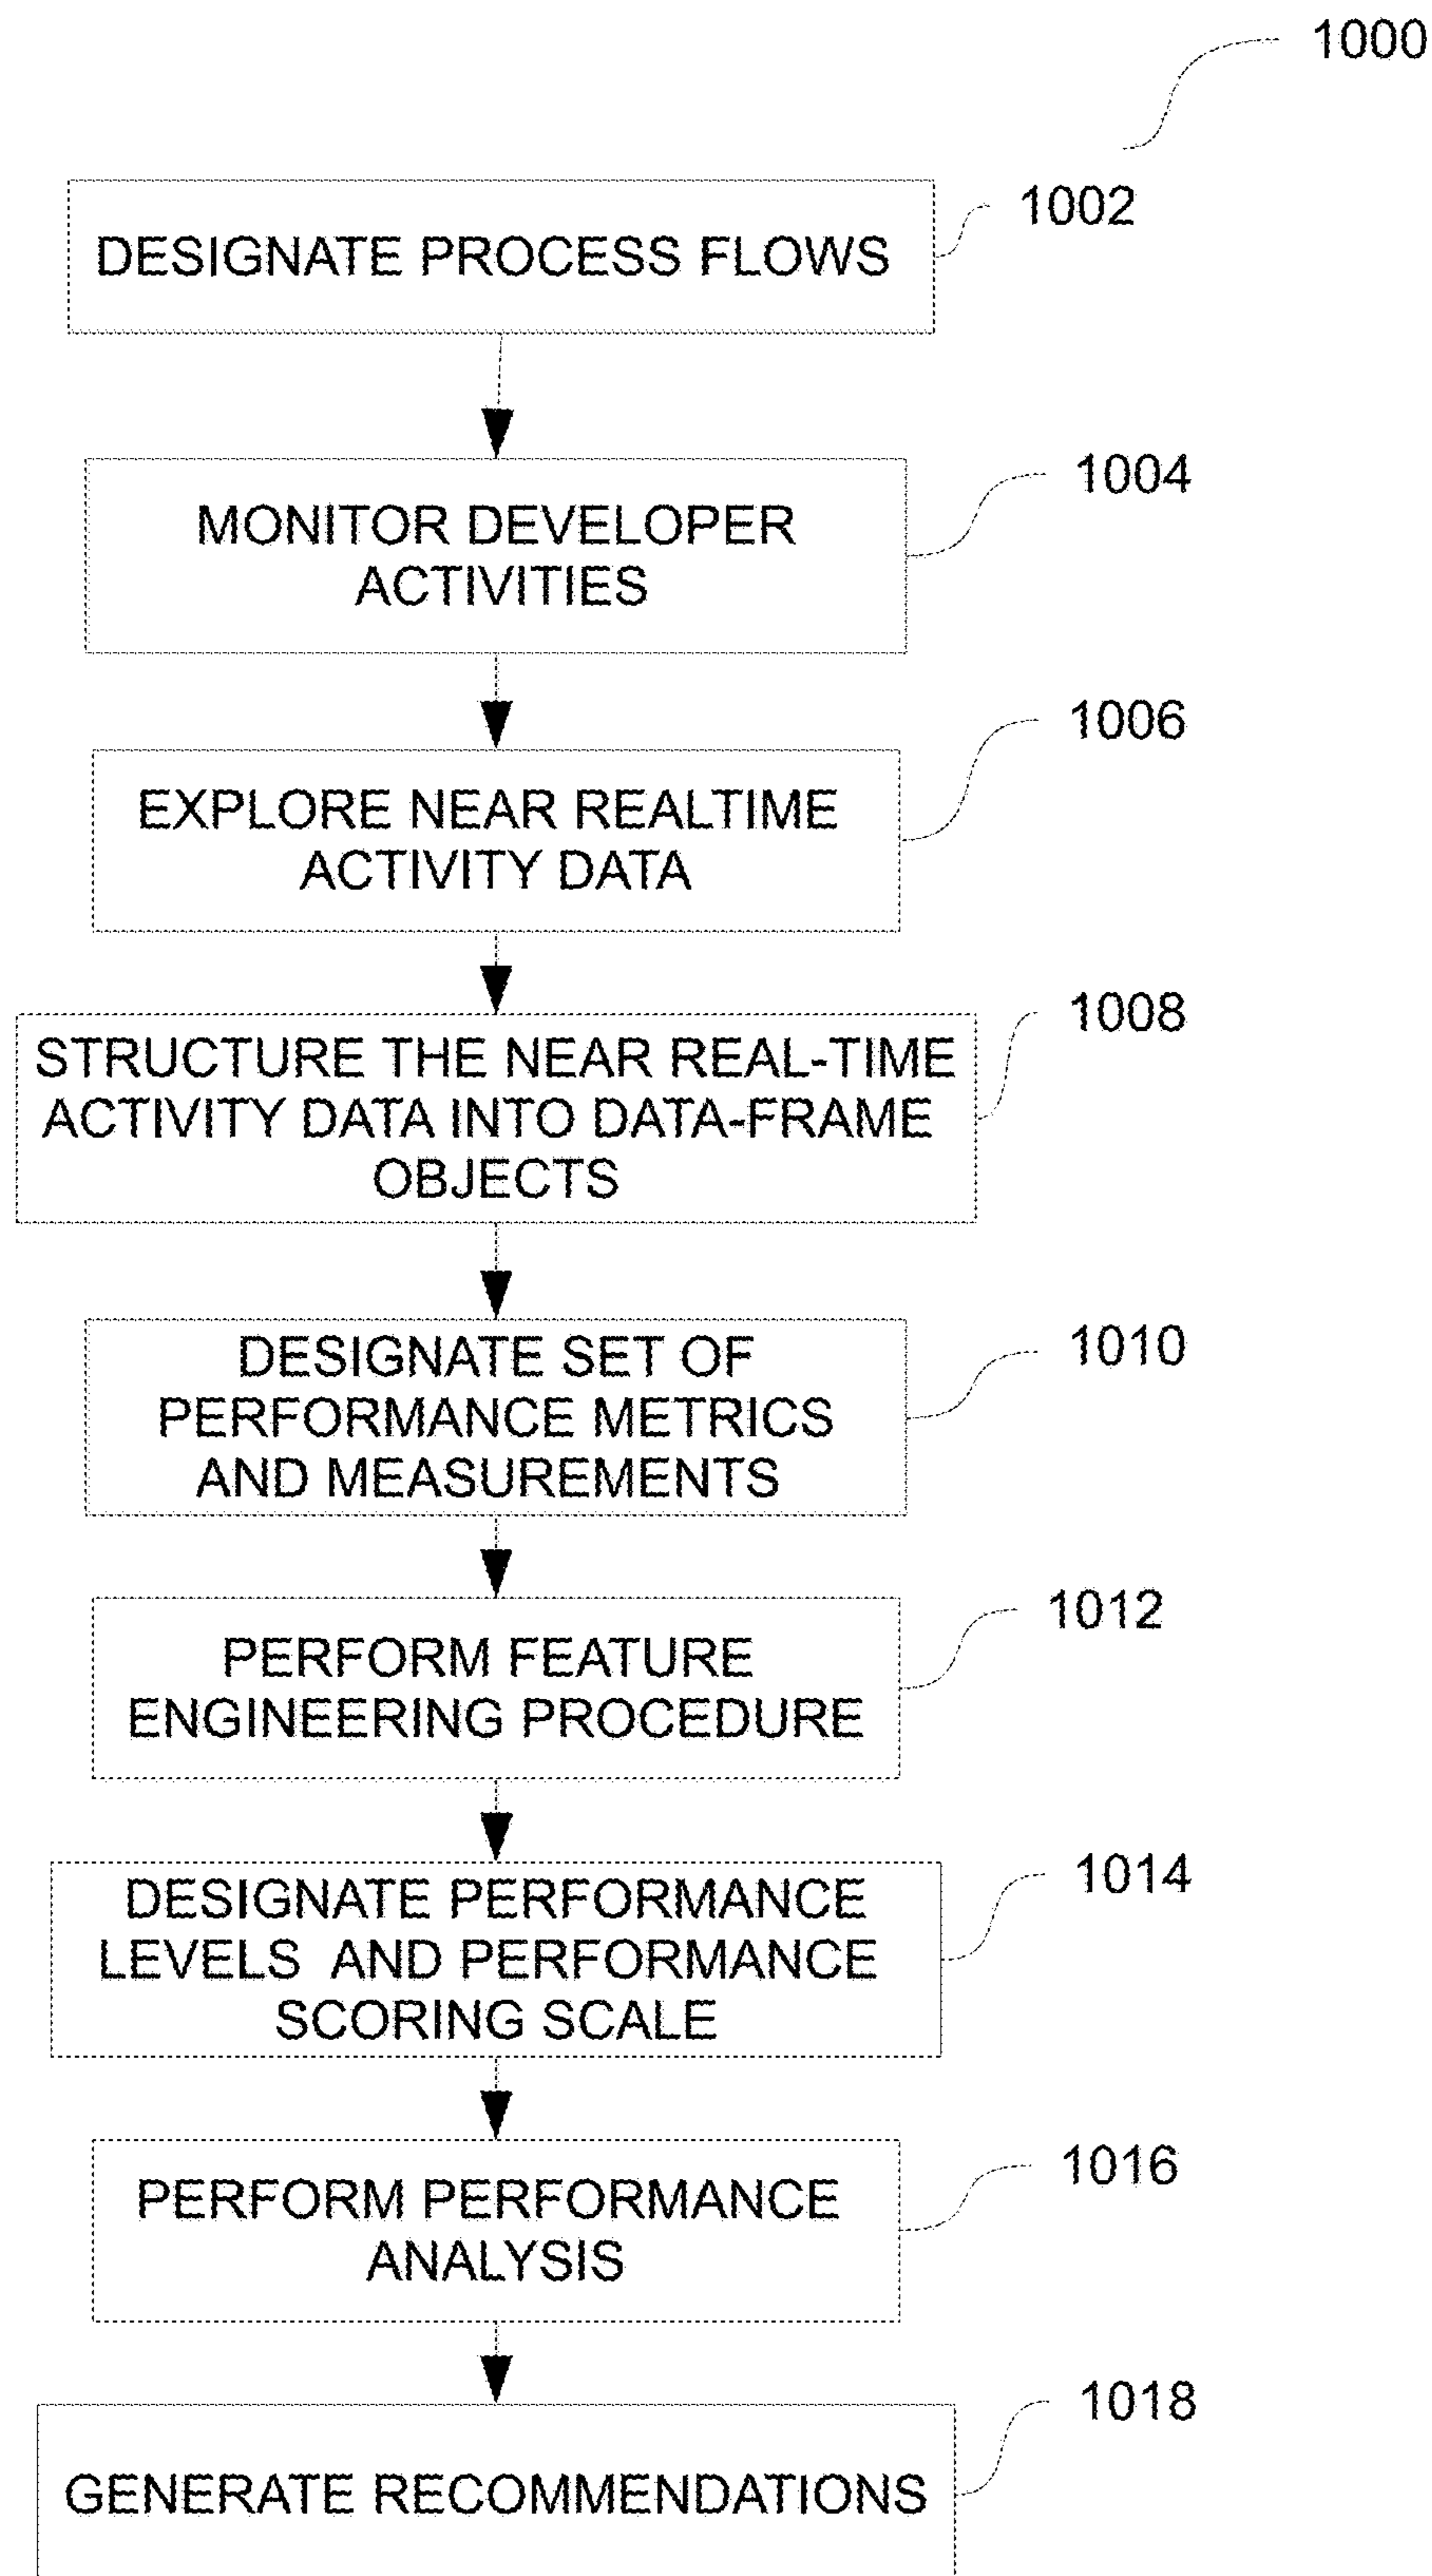 1000
1002
DESIGNATE PROCESS FLOWS
1004
MONITOR DEVELOPER
ACTIVITIES
1006
EXPLORE NEAR REALTIME
ACTIVITY DATA
1008
STRUCTURE THE NEAR REAL-TIME
ACTIVITY DATA INTO DATA-FRAME
OBJECTS
1010
DESIGNATE SET OF
PERFORMANCE METRICS
AND MEASUREMENTS
1012
PERFORM FEATURE
ENGINEERING PROCEDURE
1014
DESIGNATE PERFORMANCE
LEVELS AND PERFORMANCE
SCORING SCALE
1016
PERFORM PERFORMANCE
ANALYSIS
1018
GENERATE RECOMMENDATIONS